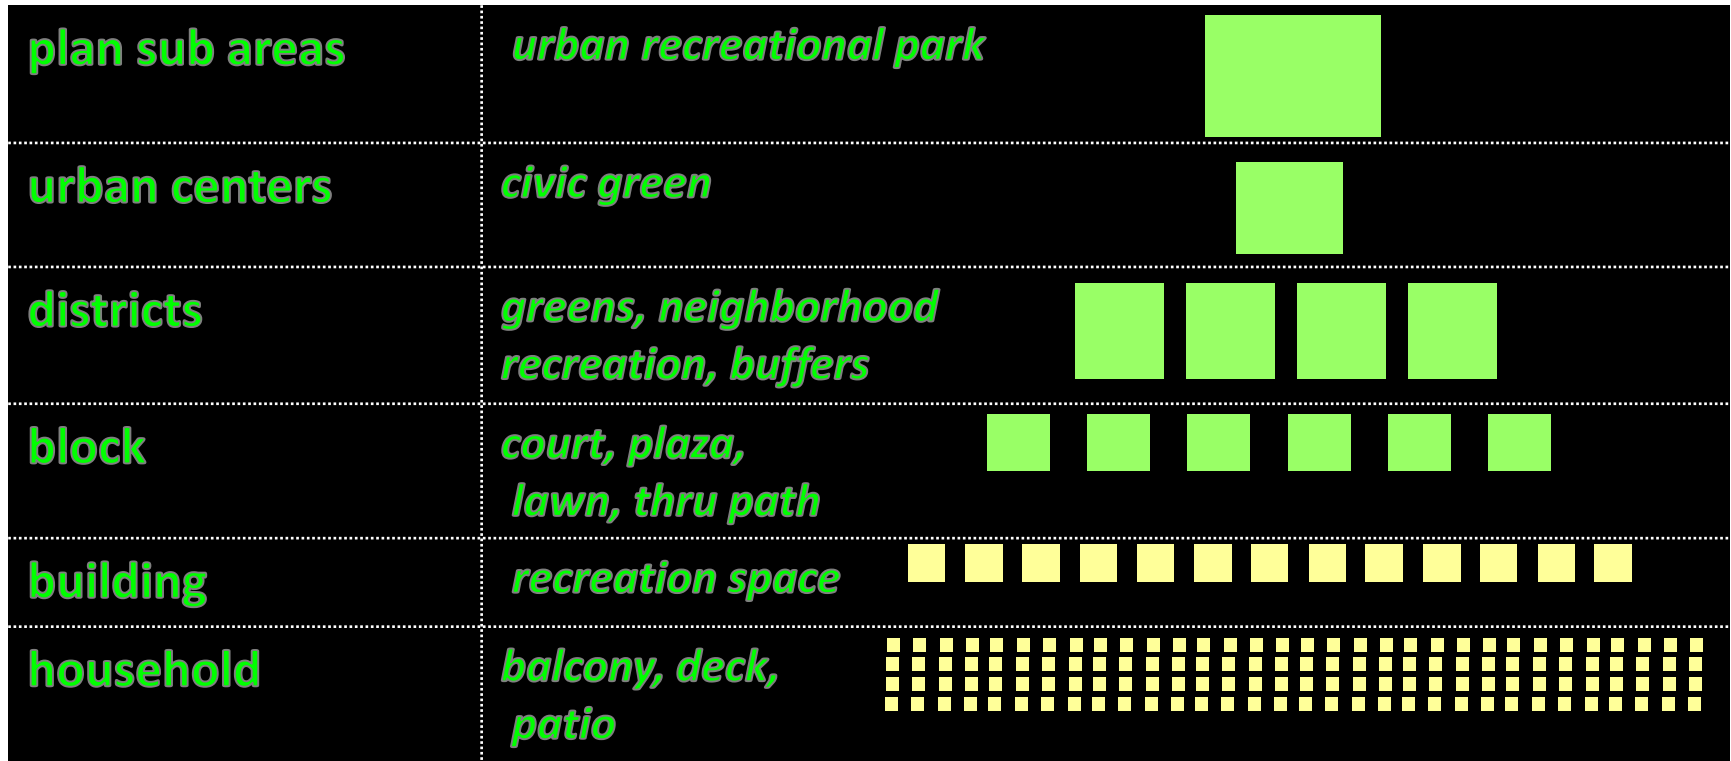 plan sub areas
urban recreational park
urban centers
civic green
districts
greens, neighborhood
recreation, buffers
block
court, plaza,
lawn, thru path
building
recreation space
household
balcony, deck,
patio